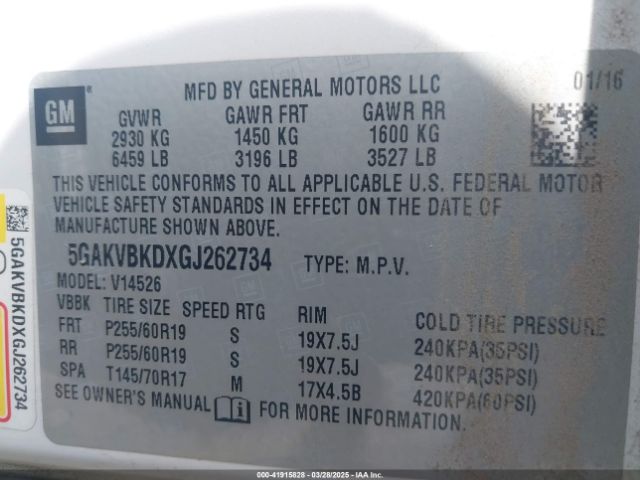 GM
MFD BY GENERAL MOTORS LLC 01/16
GVWR GAWR FRT GAWR RR
2930 KG 1450 KG 1600 KG
6459 LB 3196 LB 3527 LB
THIS VEHICLE CONFORMS TO ALL APPLICABLE U.S. FEDERAL MOTOR
VEHICLE SAFETY STANDARDS IN EFFECT ON THE DATE OF
MANUFACTURE SHOWN ABOVE.
5GAKVBKDXGJ262734 TYPE: M.P.V.
MODEL: V14526
VBBK TIRE SIZE SPEED RTG RIM COLD TIRE PRESSURE
FRT P255/60R19 S 19X7.5J 240KPA(35PSI)
RR P255/60R19 S 19X7.5J 240KPA(35PSI)
SPA T145/70R17 M 17X4.5B 420KPA(60PSI)
SEE OWNER'S MANUAL i FOR MORE INFORMATION.
5GAKVBKDXGJ262734
000-41915828 - 03/28/2025 - IAAI